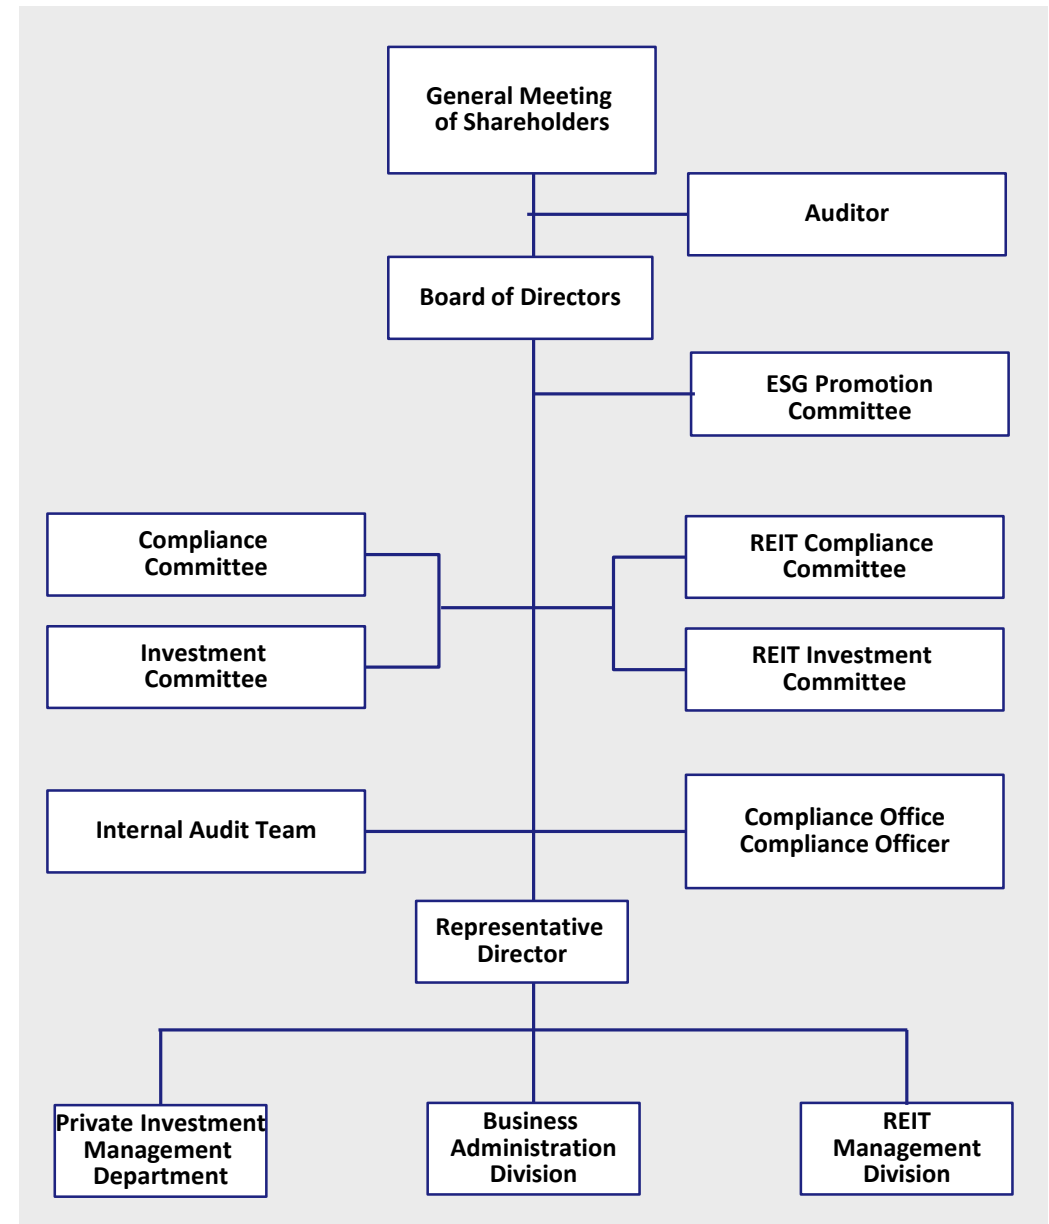 General Meeting
of Shareholders
Auditor
Board of Directors
ESG Promotion
Committee
Compliance
Committee
REIT Compliance
Committee
Investment
Committee
REIT Investment
Committee
Internal Audit Team
Compliance Office
Compliance Officer
Representative
Director
Private Investment
Management
Department
Business
Administration
Division
REIT
Management
Division